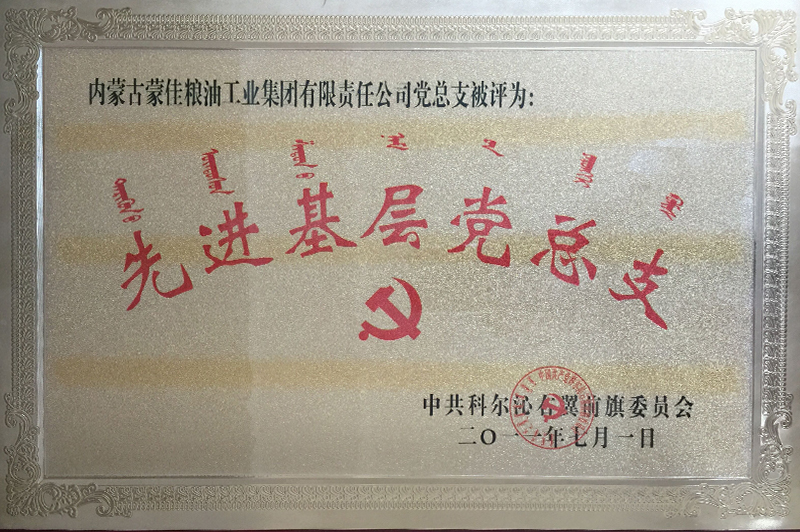 内蒙古蒙佳粮油工业集团有限责任公司党总支被评为:
先进基层党总支
中共科尔沁右翼前旗委员会
二〇一一年七月一日